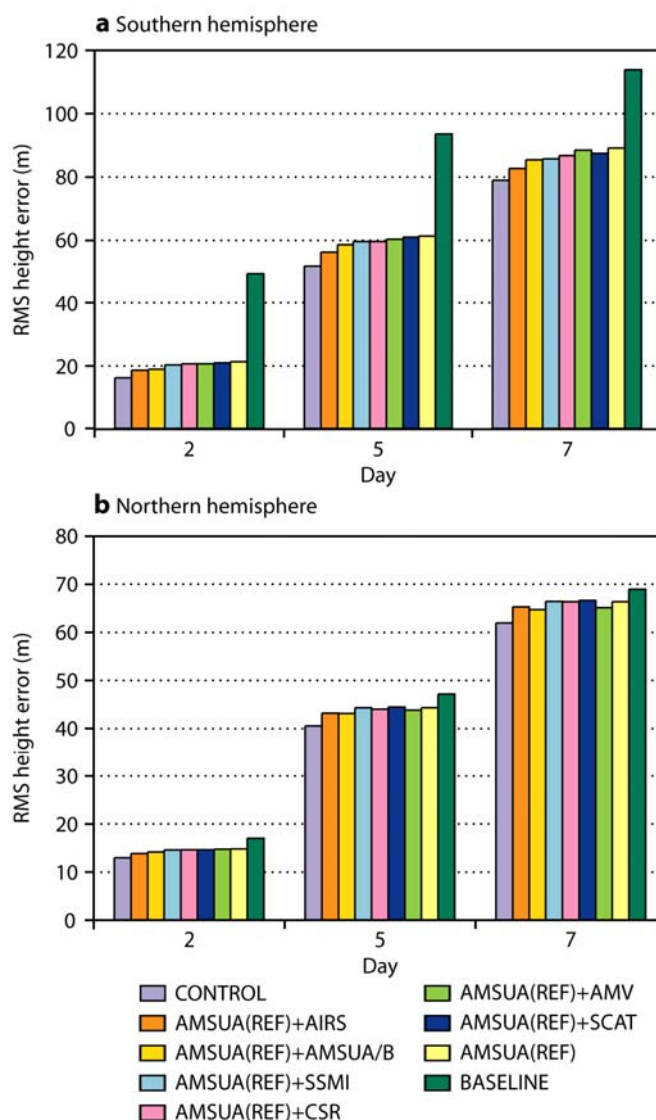 a Southern hemisphere
120
100
80
60
40
20
0
RMS height error (m)
2 5 7
Day
b Northern hemisphere
80
70
60
50
40
30
20
10
0
RMS height error (m)
2 5 7
Day
CONTROL
AMSUA(REF)+AIRS
AMSUA(REF)+AMSUA/B
AMSUA(REF)+SSMI
AMSUA(REF)+CSR
AMSUA(REF)+AMV
AMSUA(REF)+SCAT
AMSUA(REF)
BASELINE